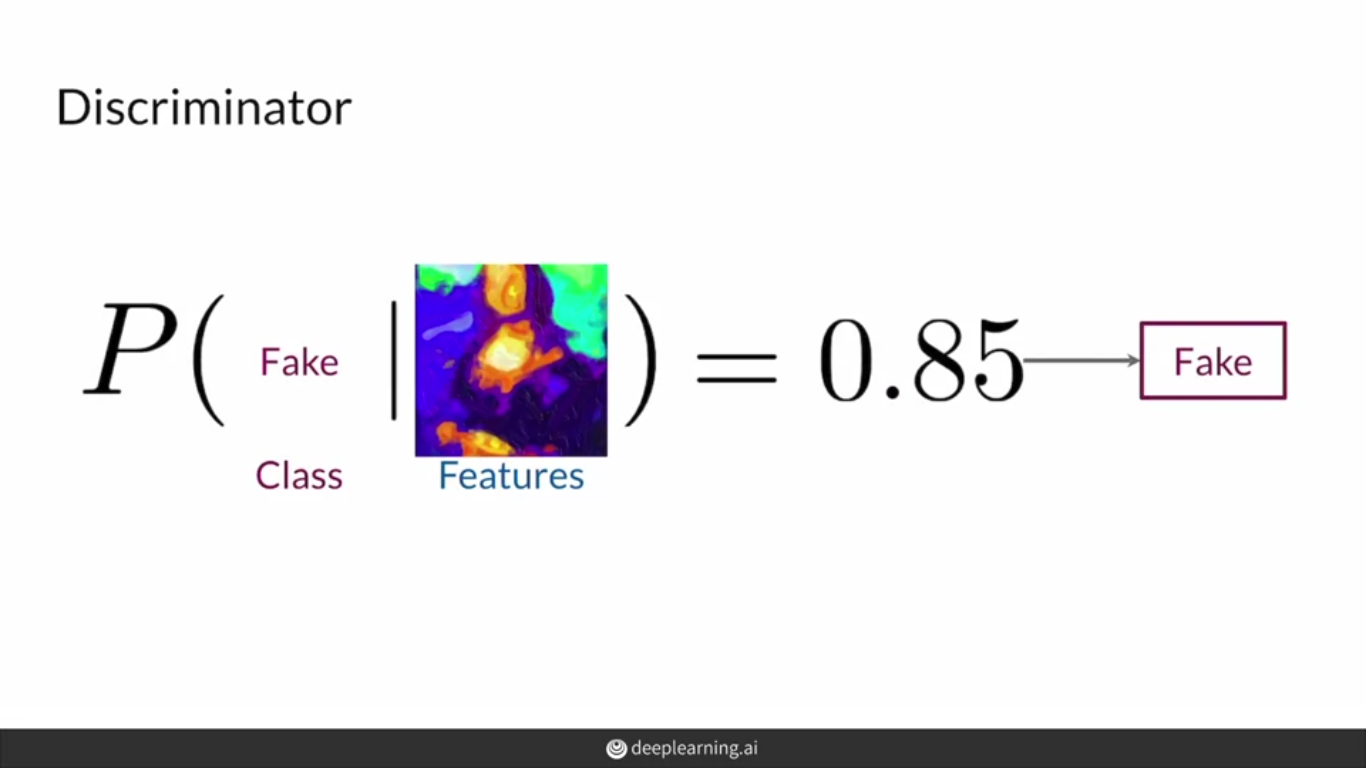 Discriminator
P( Fake | ) = 0.85 Fake
Class Features
deeplearning.ai